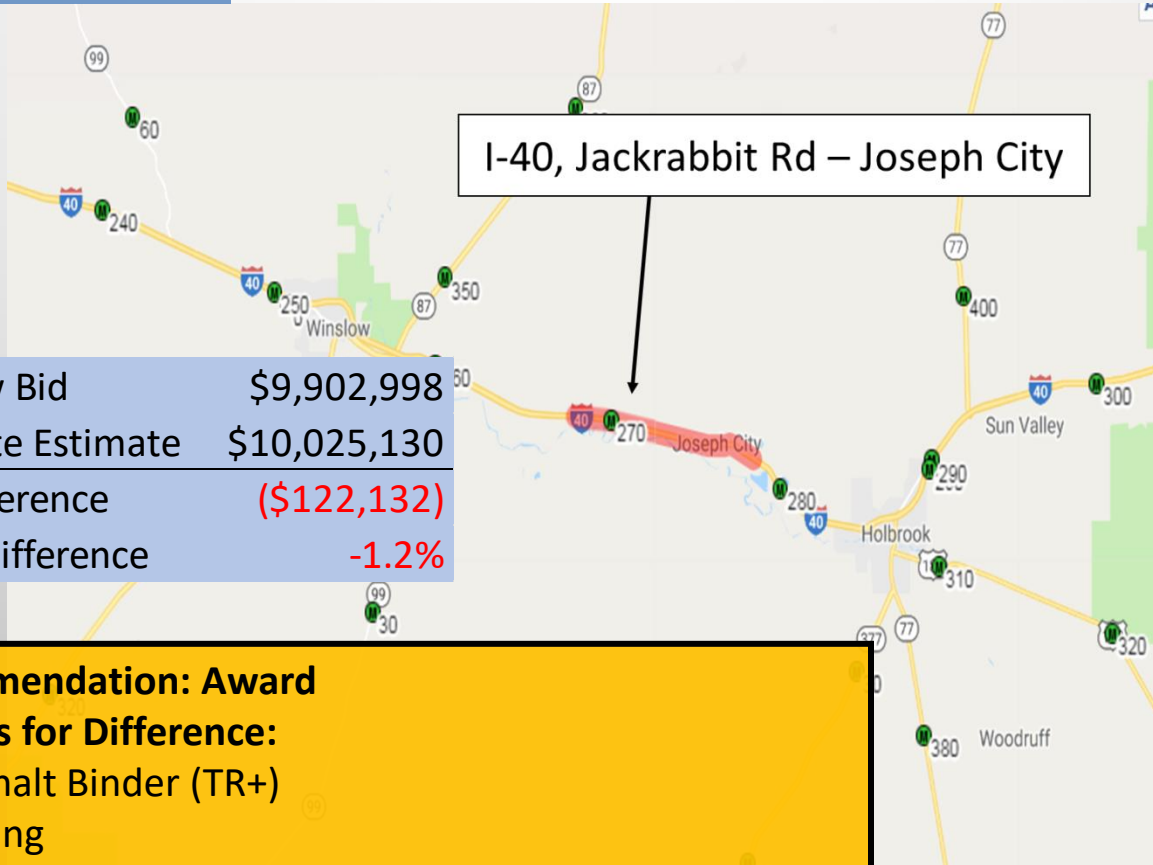 99
77
87
60
I-40, Jackrabbit Rd – Joseph City
40
240
77
40
250
350
400
87
Winslow
40
300
y Bid $9,902,998
60
40
270
Joseph City
Sun Valley
te Estimate $10,025,130
290
erence ($122,132)
280
40
Holbrook
ifference -1.2%
310
99
30
377
77
320
mendation: Award
s for Difference:
380
Woodruff
halt Binder (TR+)
99
ng